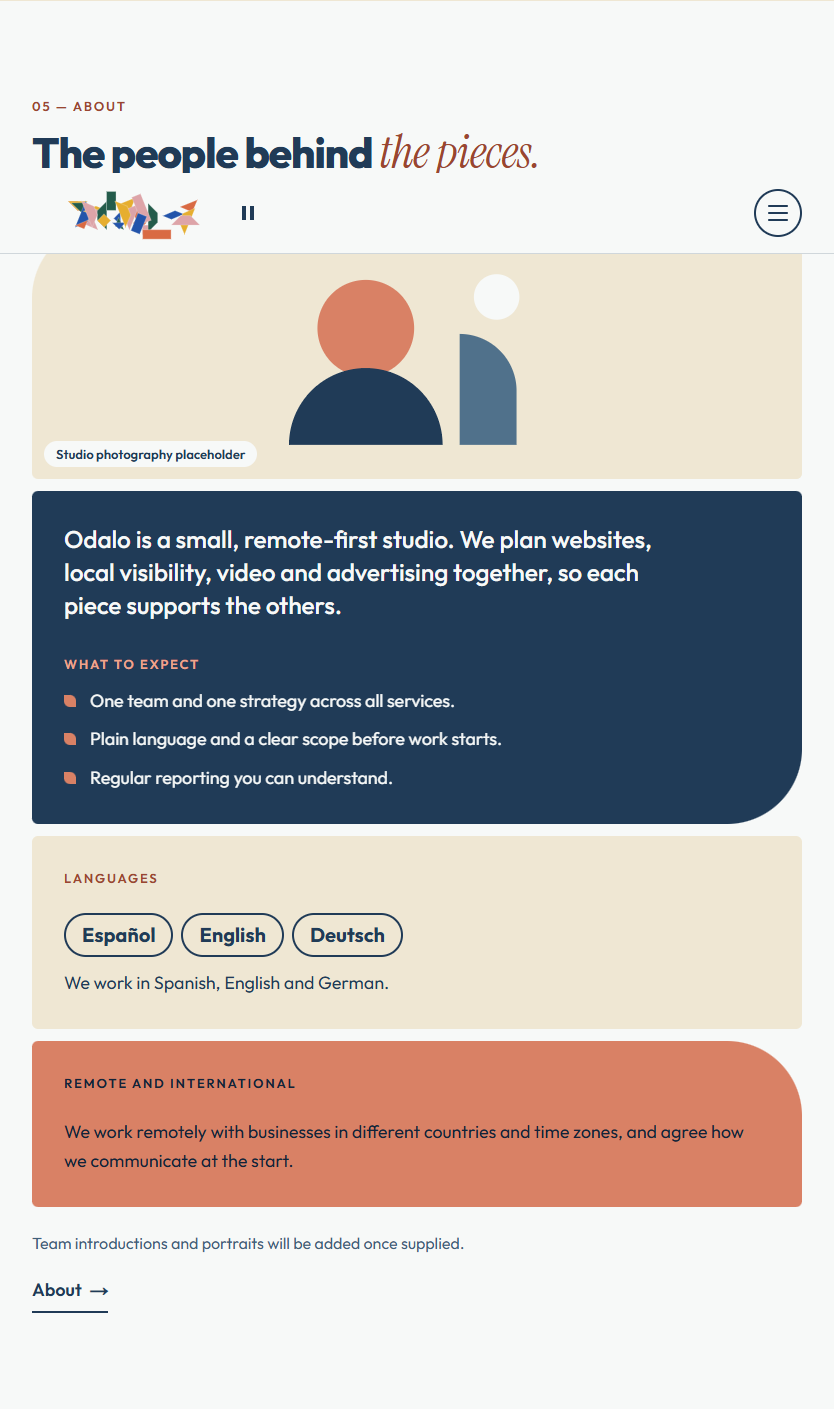 05 — ABOUT
The people behind the pieces.
Studio photography placeholder
Odalo is a small, remote-first studio. We plan websites,
local visibility, video and advertising together, so each
piece supports the others.
WHAT TO EXPECT
One team and one strategy across all services.
Plain language and a clear scope before work starts.
Regular reporting you can understand.
LANGUAGES
Español English Deutsch
We work in Spanish, English and German.
REMOTE AND INTERNATIONAL
We work remotely with businesses in different countries and time zones, and agree how
we communicate at the start.
Team introductions and portraits will be added once supplied.
About →